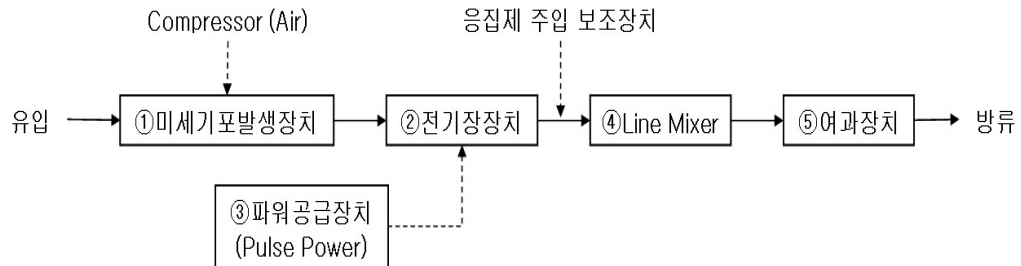 Compressor (Air)
응집제 주입 보조장치
유입
①미세기포발생장치
②전기장장치
④Line Mixer
⑤여과장치
방류
③파워공급장치
(Pulse Power)